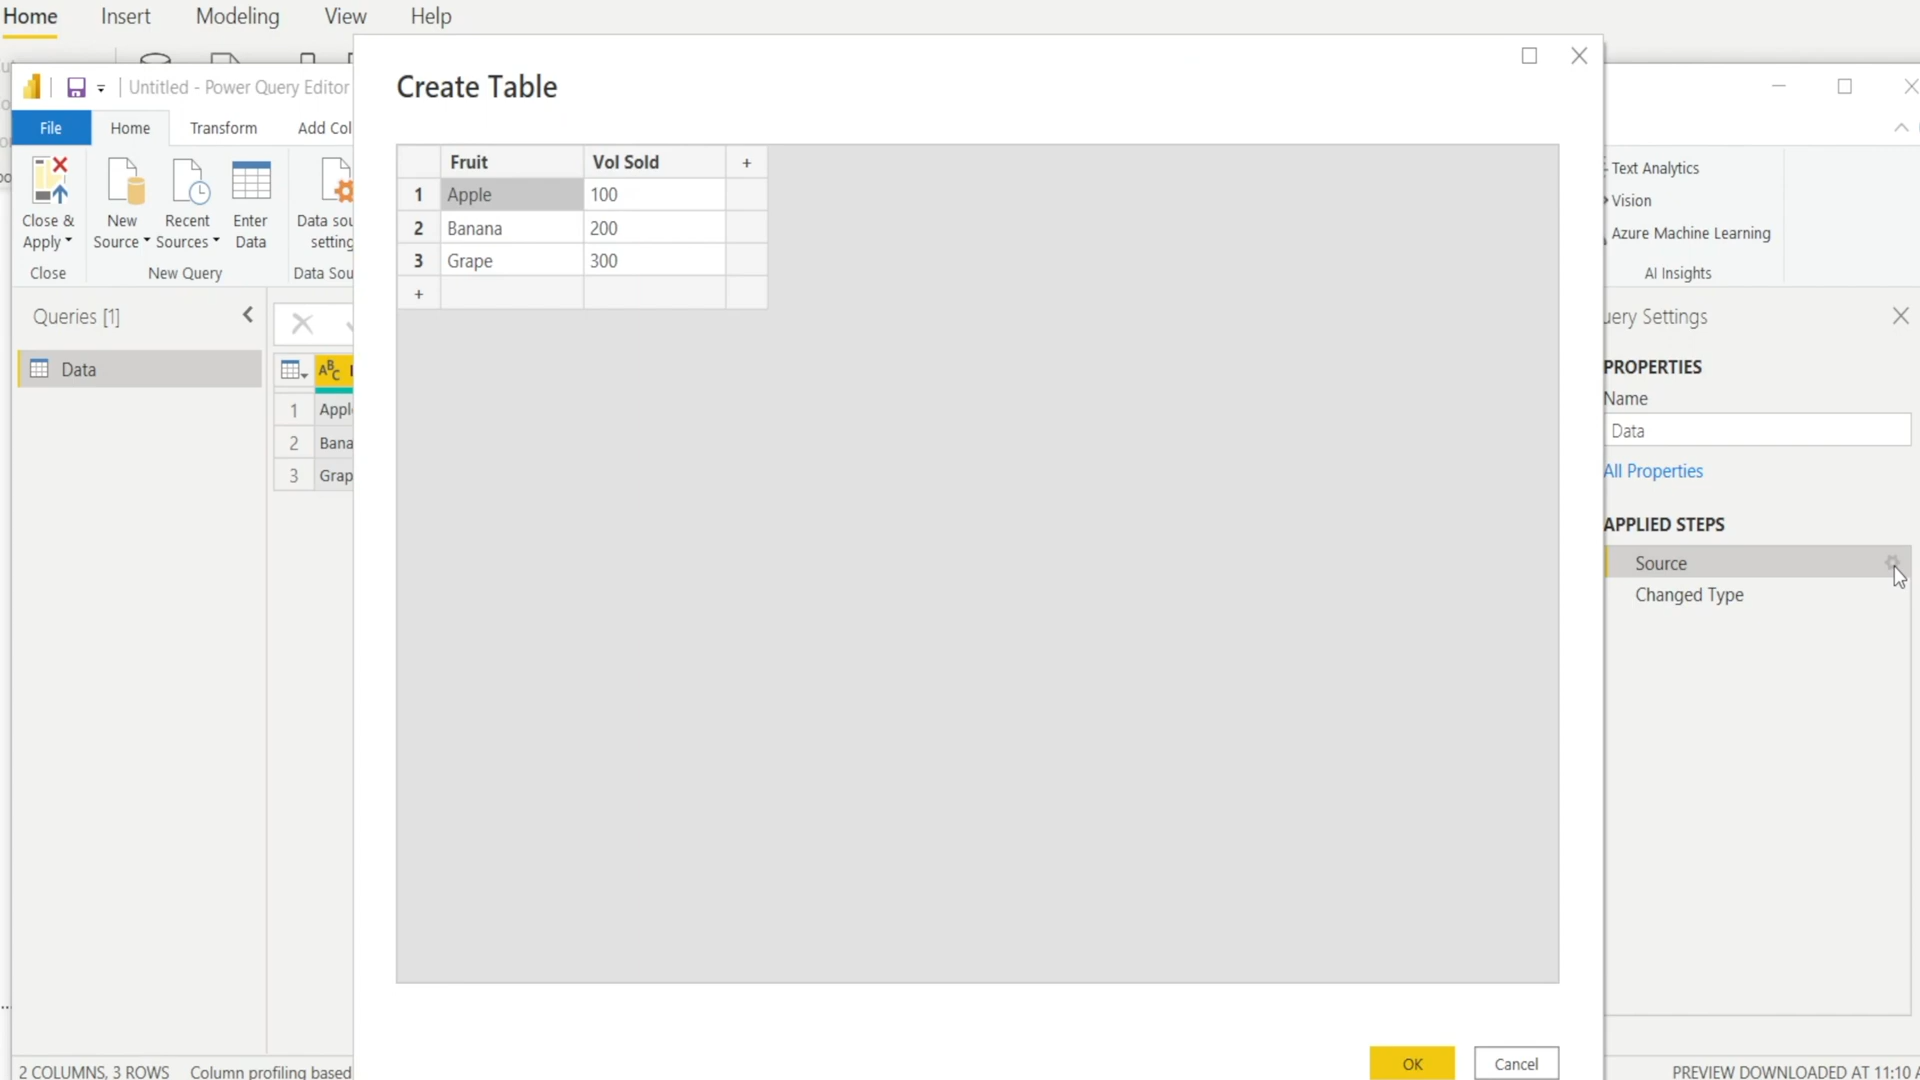 Home Insert Modeling View Help
Untitled - Power Query Editor
File Home Transform Add Col
Close & Apply
New Source
Recent Sources
Enter Data
Data sou setting
Close
New Query
Data Sou
Queries [1]
Data
1 Apple
2 Bana
3 Grap
2 COLUMNS, 3 ROWS Column profiling based
Create Table
Fruit Vol Sold +
1 Apple 100
2 Banana 200
3 Grape 300
+
OK Cancel
Text Analytics
Vision
Azure Machine Learning
AI Insights
uery Settings
PROPERTIES
Name
Data
All Properties
APPLIED STEPS
Source
Changed Type
PREVIEW DOWNLOADED AT 11:10 A